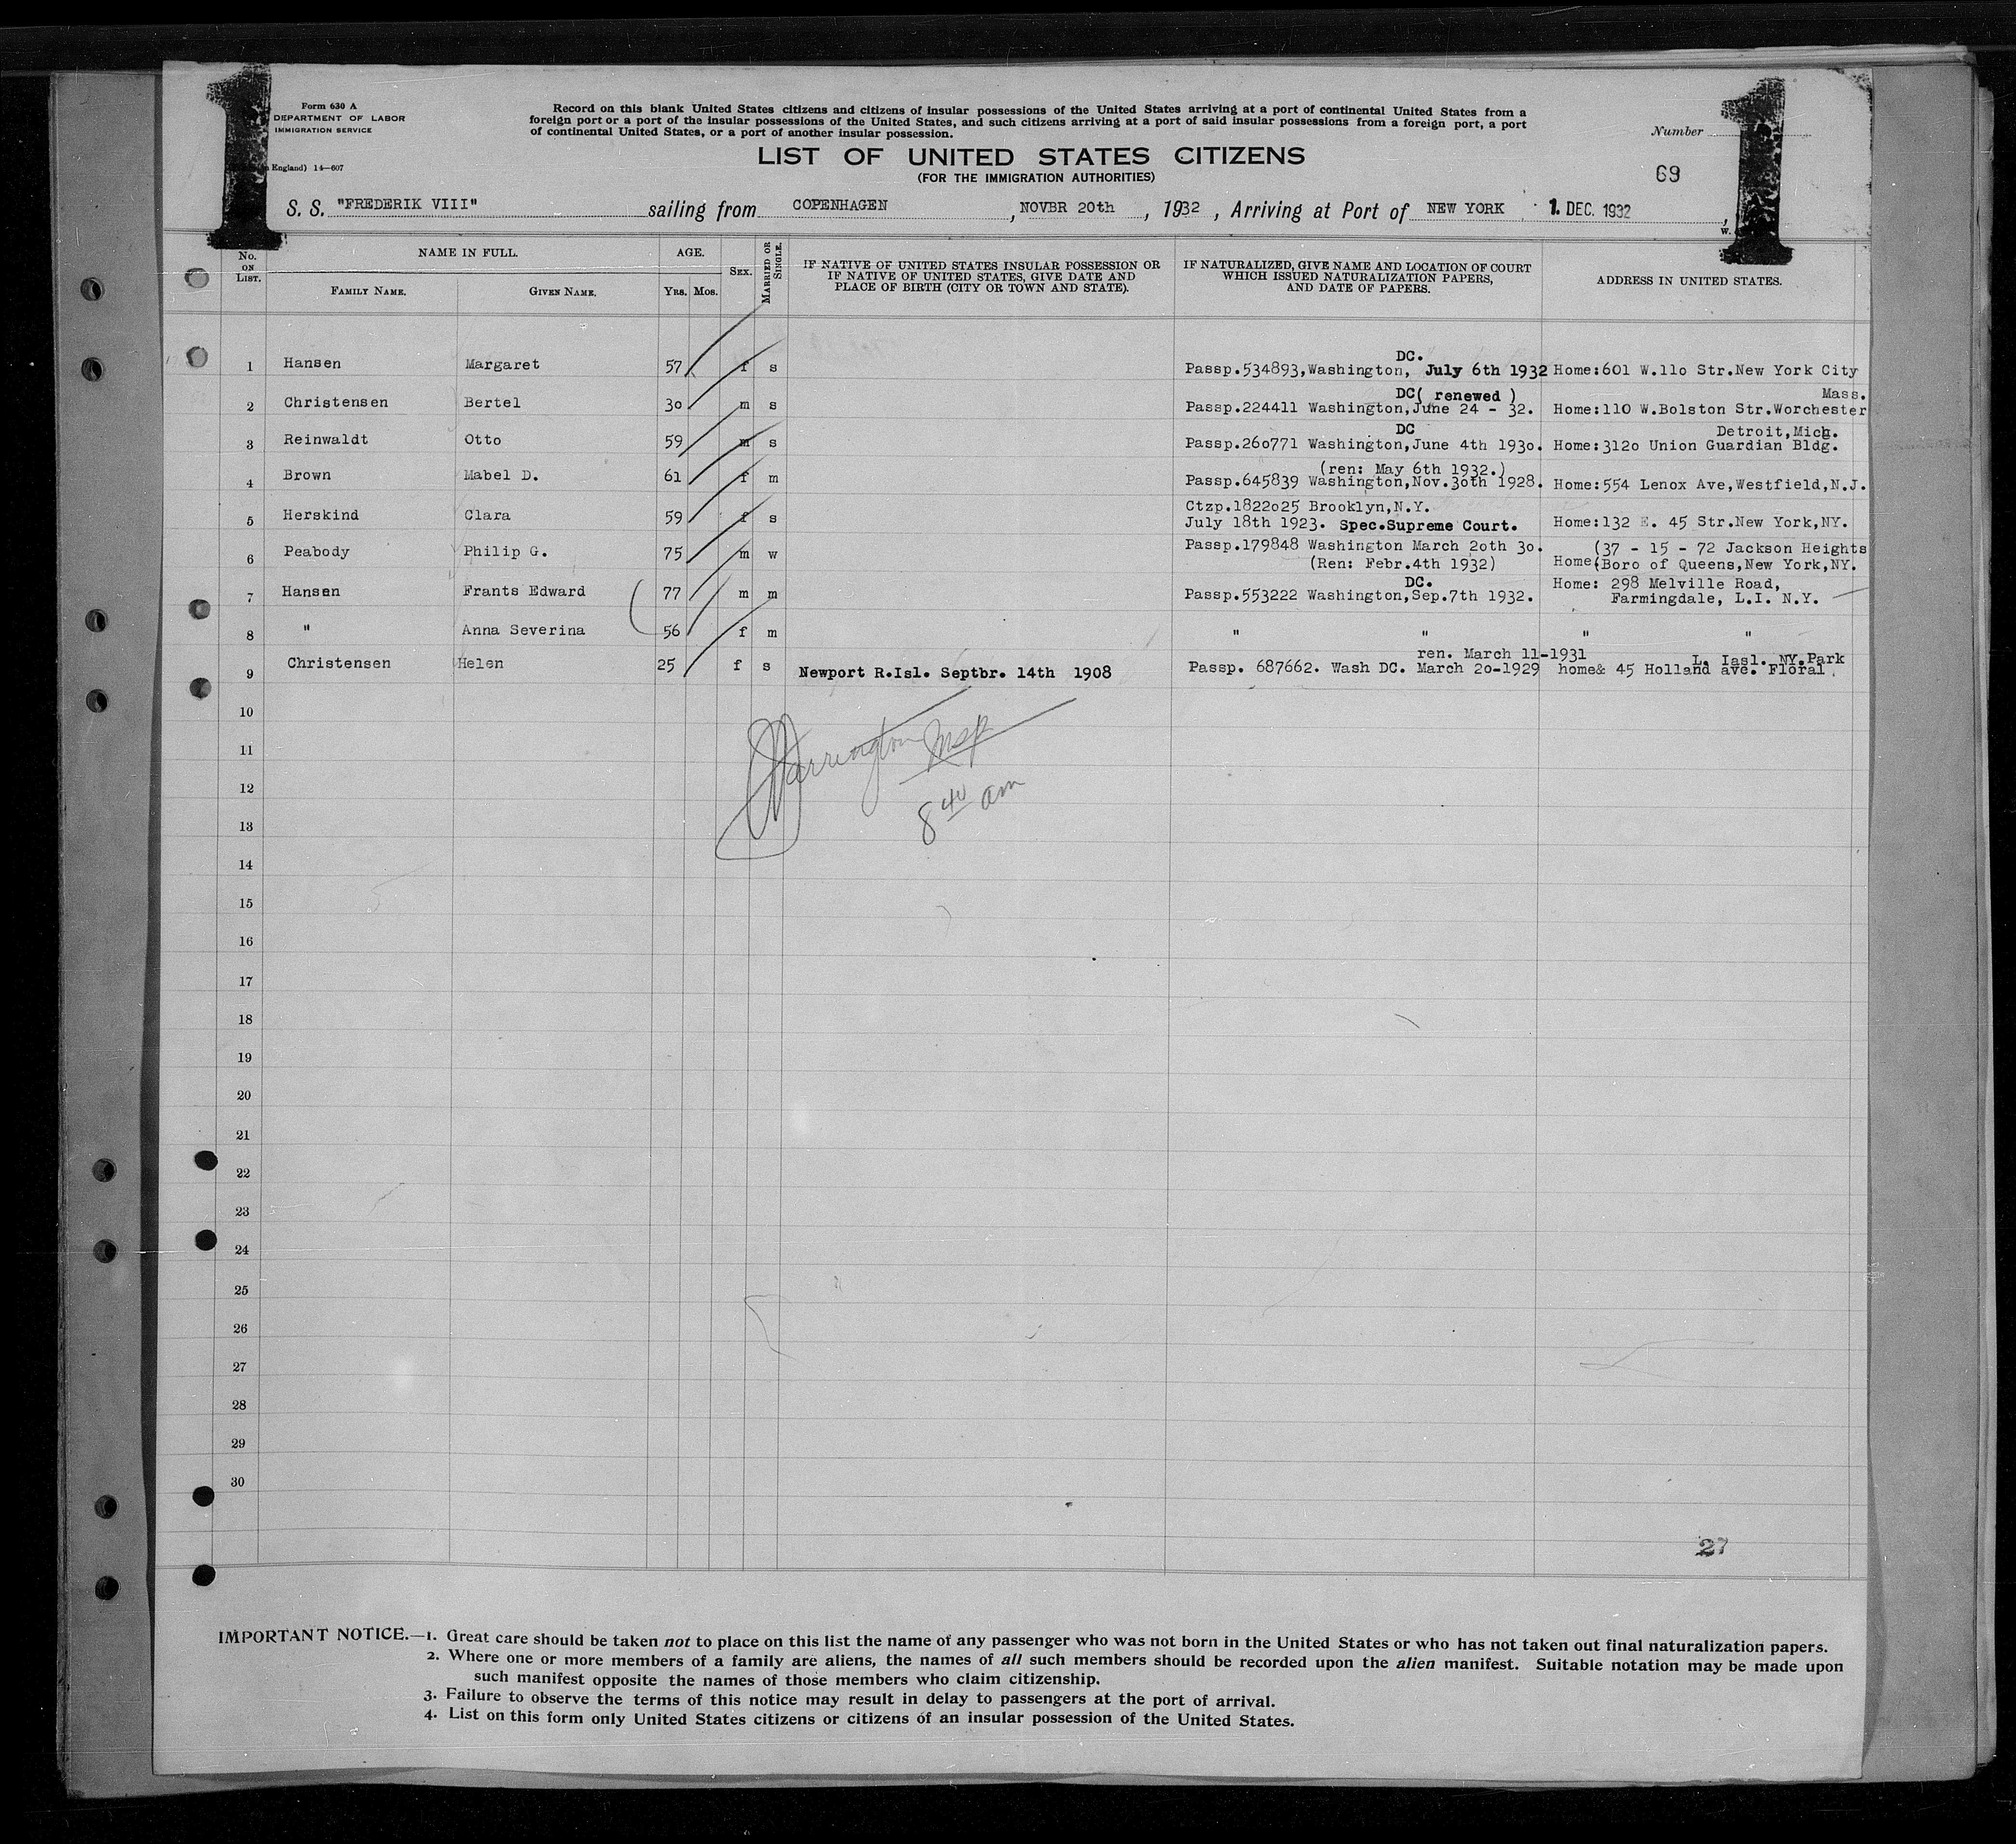 1
1
Form 630 A
DEPARTMENT OF LABOR
IMMIGRATION SERVICE
England) 14—607
Record on this blank United States citizens and citizens of insular possessions of the United States arriving at a port of continental United States from a
foreign port or a port of the insular possessions of the United States, and such citizens arriving at a port of said insular possessions from a foreign port, a port
of continental United States, or a port of another insular possession.
Number
LIST OF UNITED STATES CITIZENS
(FOR THE IMMIGRATION AUTHORITIES)
69
S. S. "FREDERIK VIII" sailing from COPENHAGEN , NOVBR 20th , 1932 , Arriving at Port of NEW YORK 1. DEC. 1932
No. ON LIST.
NAME IN FULL.
FAMILY NAME.
GIVEN NAME.
AGE.
YRS. MOS.
SEX.
MARRIED OR SINGLE.
IF NATIVE OF UNITED STATES INSULAR POSSESSION OR
IF NATIVE OF UNITED STATES, GIVE DATE AND
PLACE OF BIRTH (CITY OR TOWN AND STATE).
IF NATURALIZED, GIVE NAME AND LOCATION OF COURT
WHICH ISSUED NATURALIZATION PAPERS,
AND DATE OF PAPERS.
ADDRESS IN UNITED STATES.
DC.
1 Hansen Margaret 57 f s Passp.534893,Washington, July 6th 1932 Home:601 W.11o Str.New York City
DC( renewed ) Mass.
2 Christensen Bertel 3o m s Passp.224411 Washington,June 24 - 32. Home:110 W.Bolston Str.Worchester
DC Detroit,Mich.
3 Reinwaldt Otto 59 m s Passp.26o771 Washington,June 4th 193o. Home:312o Union Guardian Bldg.
(ren: May 6th 1932.)
4 Brown Mabel D. 61 f m Passp.645839 Washington,Nov.3oth 1928. Home:554 Lenox Ave,Westfield,N.J.
Ctzp.1822o25 Brooklyn,N.Y.
5 Herskind Clara 59 f s July 18th 1923. Spec.Supreme Court. Home:132 E. 45 Str.New York,NY.
6 Peabody Philip G. 75 m w Passp.179848 Washington March 2oth 3o. (37 - 15 - 72 Jackson Heights
(Ren: Febr.4th 1932) Home(Boro of Queens,New York,NY.
DC. Home: 298 Melville Road,
7 Hansen Frants Edward 77 m m Passp.553222 Washington,Sep.7th 1932. Farmingdale, L.I. N.Y.
8 " Anna Severina 56 f m " " " "
ren. March 11-1931 L. Iasl. NY.Park
9 Christensen Helen 25 f s Newport R.Isl. Septbr. 14th 1908 Passp. 687662. Wash DC. March 2o-1929 home& 45 Holland ave. Floral
10
11
Harrington Insp
12
8 40 am
13
14
15
16
17
18
19
20
21
22
23
24
25
26
27
28
29
30
27
IMPORTANT NOTICE.—1. Great care should be taken not to place on this list the name of any passenger who was not born in the United States or who has not taken out final naturalization papers.
2. Where one or more members of a family are aliens, the names of all such members should be recorded upon the alien manifest. Suitable notation may be made upon
such manifest opposite the names of those members who claim citizenship.
3. Failure to observe the terms of this notice may result in delay to passengers at the port of arrival.
4. List on this form only United States citizens or citizens of an insular possession of the United States.